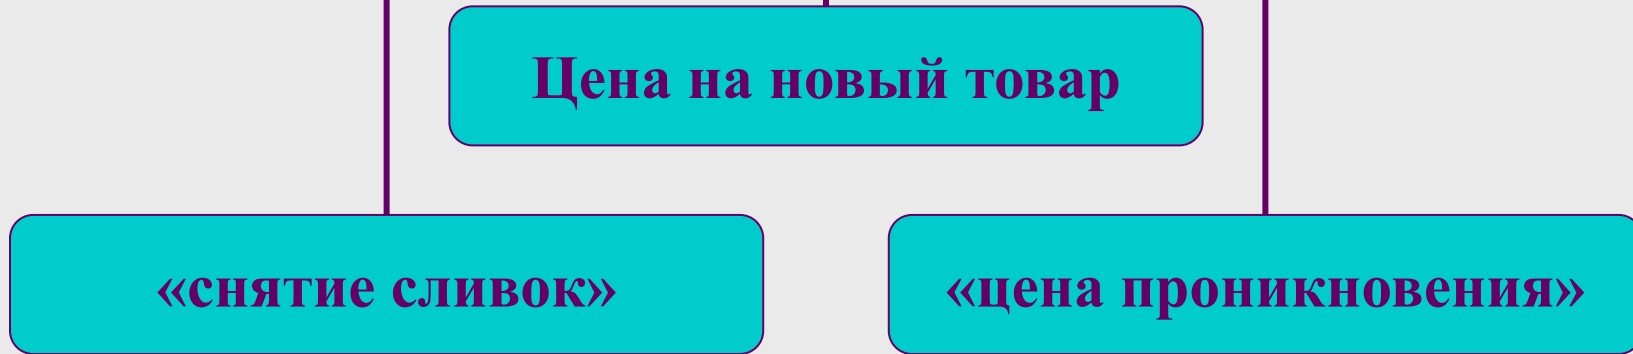 Цена на новый товар
«снятие сливок»
«цена проникновения»